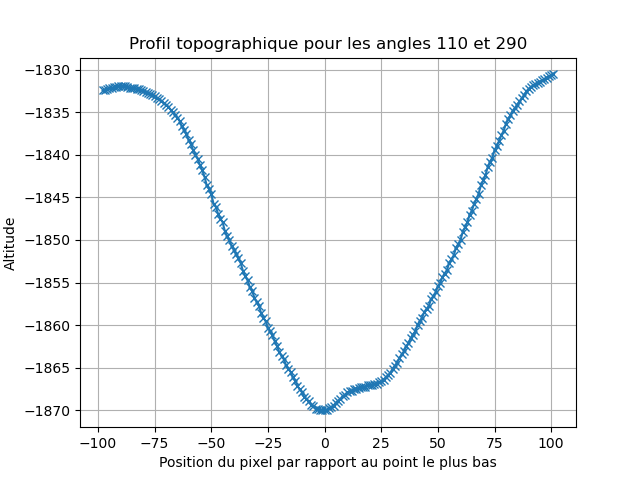 Profil topographique pour les angles 110 et 290
Altitude
−1830
−1835
−1840
−1845
−1850
−1855
−1860
−1865
−1870
−100 −75 −50 −25 0 25 50 75 100
Position du pixel par rapport au point le plus bas